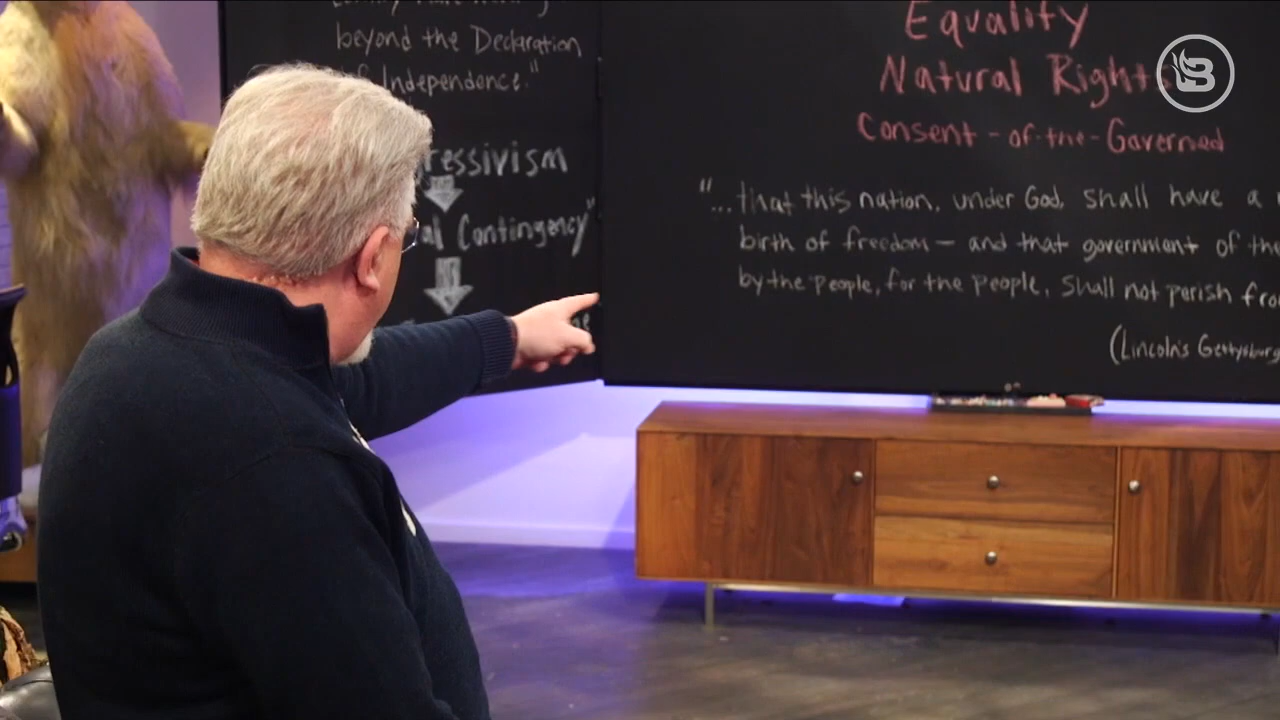 beyond the Declaration
Independence."
ressivism
al Contingency"
Equality
Natural Rights
Consent-of-the-Governed
"...that this nation, under God, shall have a
birth of freedom - and that government of the
by the People, for the people, shall not perish fro
(Lincoln's Gettysburg
B